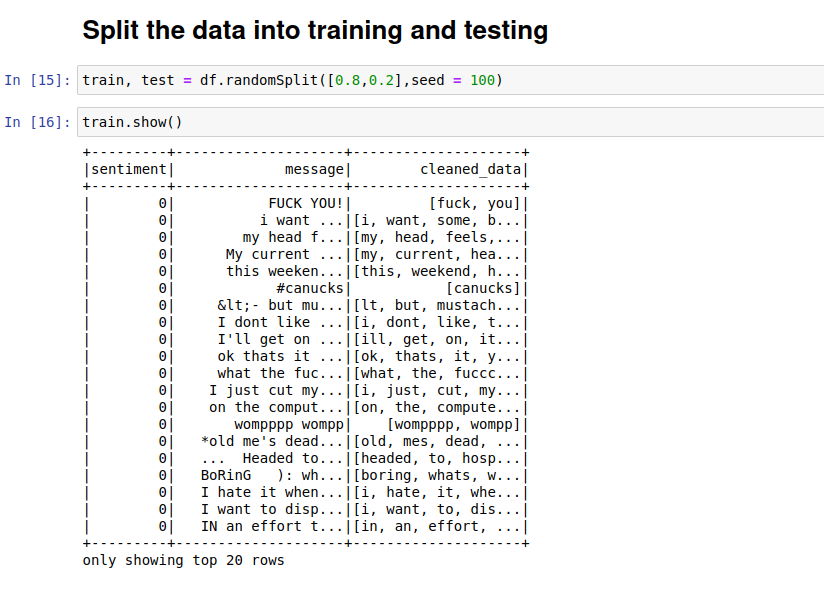 Split the data into training and testing
In [15]: train, test = df.randomSplit([0.8,0.2],seed = 100)
In [16]: train.show()
+---------+--------------------+--------------------+
|sentiment|             message|        cleaned_data|
+---------+--------------------+--------------------+
|        0|           FUCK YOU!|         [fuck, you]|
|        0|          i want ...|[i, want, some, b...|
|        0|        my head f...|[my, head, feels,...|
|        0|      My current ...|[my, current, hea...|
|        0|      this weeken...|[this, weekend, h...|
|        0|            #canucks|           [canucks]|
|        0|     &lt;- but mu...|[lt, but, mustach...|
|        0|     I dont like ...|[i, dont, like, t...|
|        0|     I'll get on ...|[ill, get, on, it...|
|        0|     ok thats it ...|[ok, thats, it, y...|
|        0|     what the fuc...|[what, the, fuccc...|
|        0|    I just cut my...|[i, just, cut, my...|
|        0|    on the comput...|[on, the, compute...|
|        0|       wompppp wompp|    [wompppp, wompp]|
|        0|   *old me's dead...|[old, mes, dead, ...|
|        0|   ...  Headed to...|[headed, to, hosp...|
|        0|   BoRinG   ): wh...|[boring, whats, w...|
|        0|   I hate it when...|[i, hate, it, whe...|
|        0|   I want to disp...|[i, want, to, dis...|
|        0|   IN an effort t...|[in, an, effort, ...|
+---------+--------------------+--------------------+
only showing top 20 rows